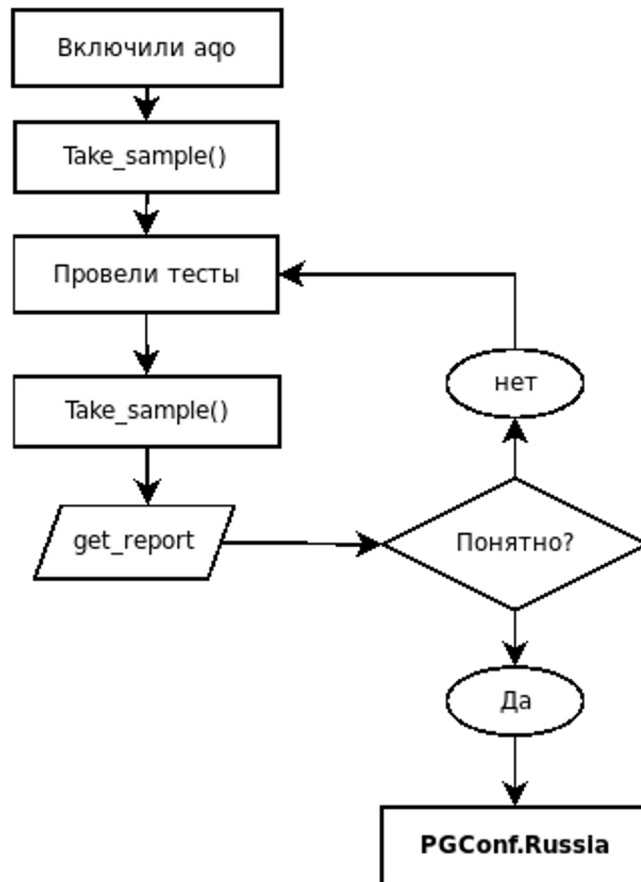 Включили aqo
Take_sample()
Провели тесты
Take_sample()
get_report
нет
Понятно?
Да
PGConf.Russia